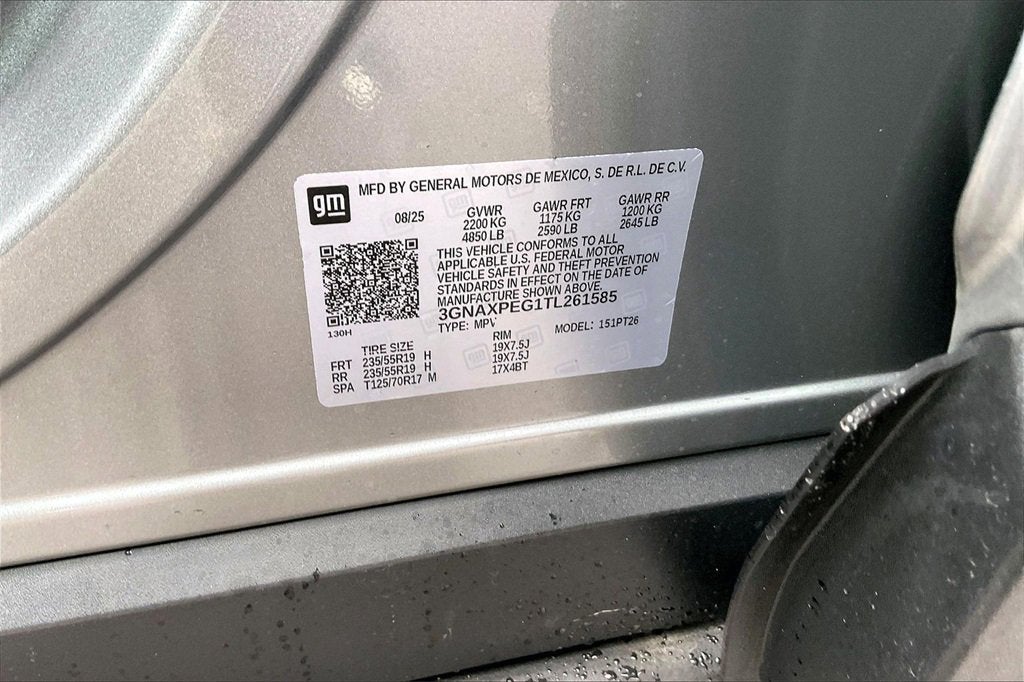 gm
MFD BY GENERAL MOTORS DE MEXICO, S. DE R.L. DE C.V.
08/25 GVWR GAWR FRT GAWR RR
2200 KG 1175 KG 1200 KG
4850 LB 2590 LB 2645 LB
THIS VEHICLE CONFORMS TO ALL
APPLICABLE U.S. FEDERAL MOTOR
VEHICLE SAFETY AND THEFT PREVENTION
STANDARDS IN EFFECT ON THE DATE OF
MANUFACTURE SHOWN ABOVE.
3GNAXPEG1TL261585
130H
TYPE: MPV MODEL: 151PT26
TIRE SIZE RIM
FRT 235/55R19 H 19X7.5J
RR 235/55R19 H 19X7.5J
SPA T125/70R17 M 17X4BT